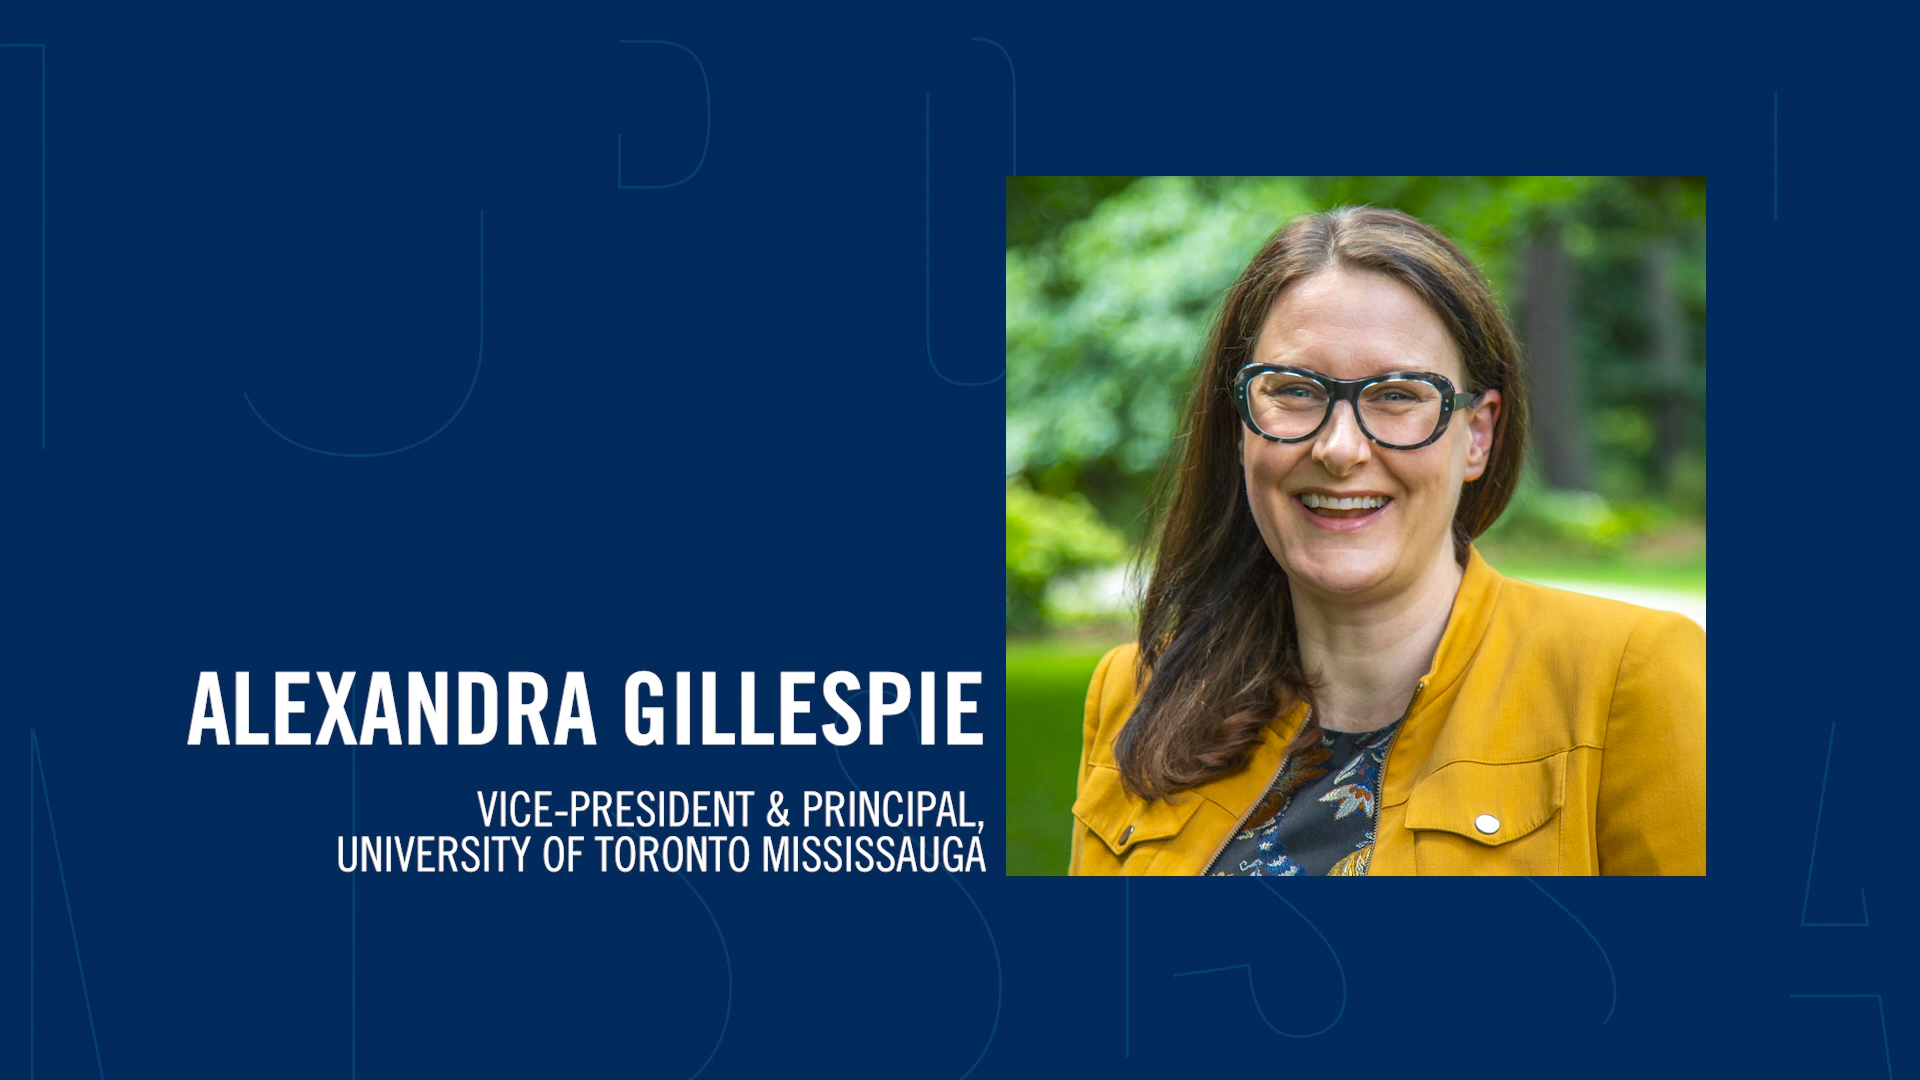 ALEXANDRA GILLESPIE
VICE-PRESIDENT & PRINCIPAL,
UNIVERSITY OF TORONTO MISSISSAUGA